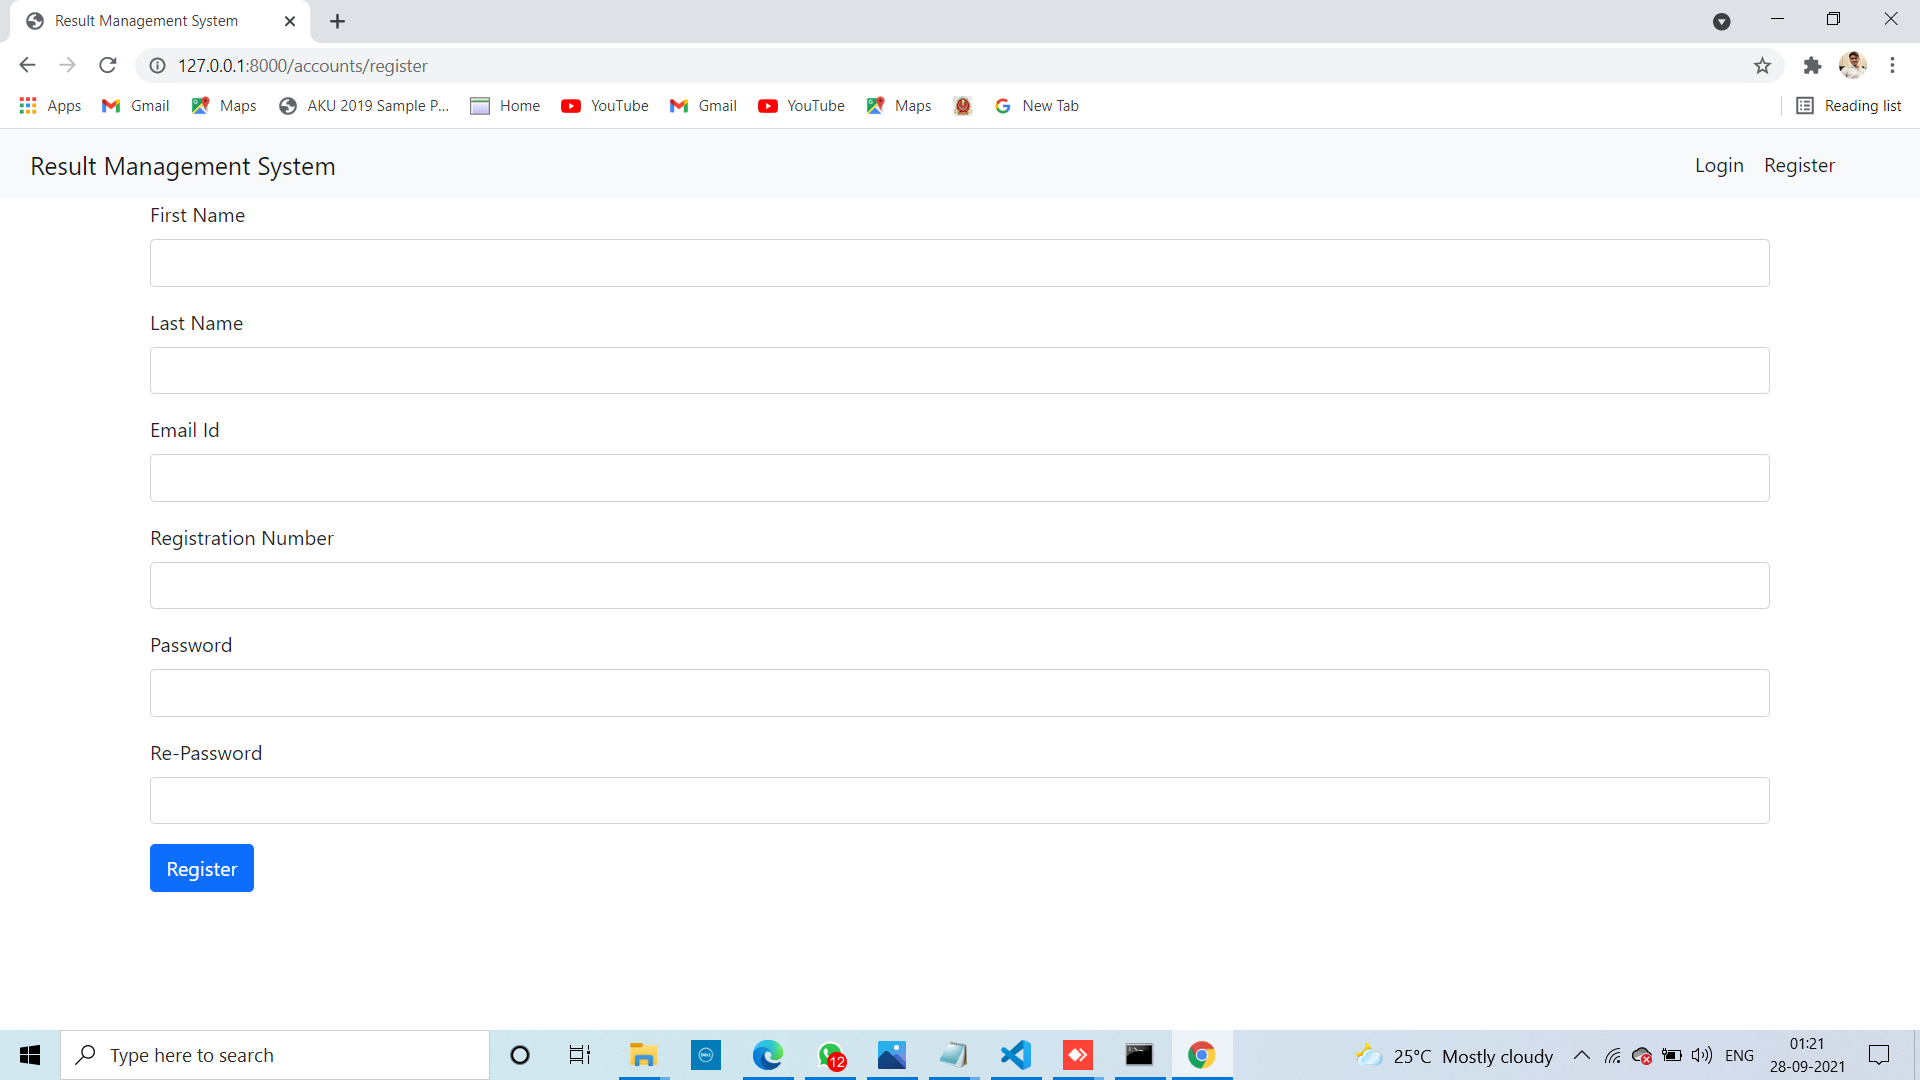 Result Management System
127.0.0.1:8000/accounts/register
Apps Gmail Maps AKU 2019 Sample P... Home YouTube Gmail YouTube Maps New Tab Reading list
Result Management System Login Register
First Name
Last Name
Email Id
Registration Number
Password
Re-Password
Register
Type here to search
12
25°C Mostly cloudy
ENG
01:21
28-09-2021